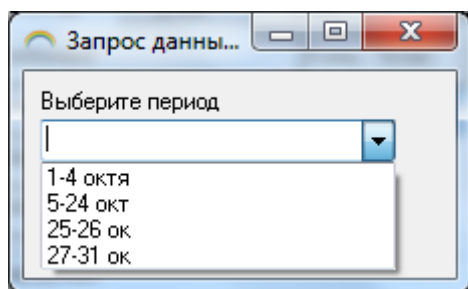 Запрос данны...
Выберите период
1-4 октя
5-24 окт
25-26 ок
27-31 ок